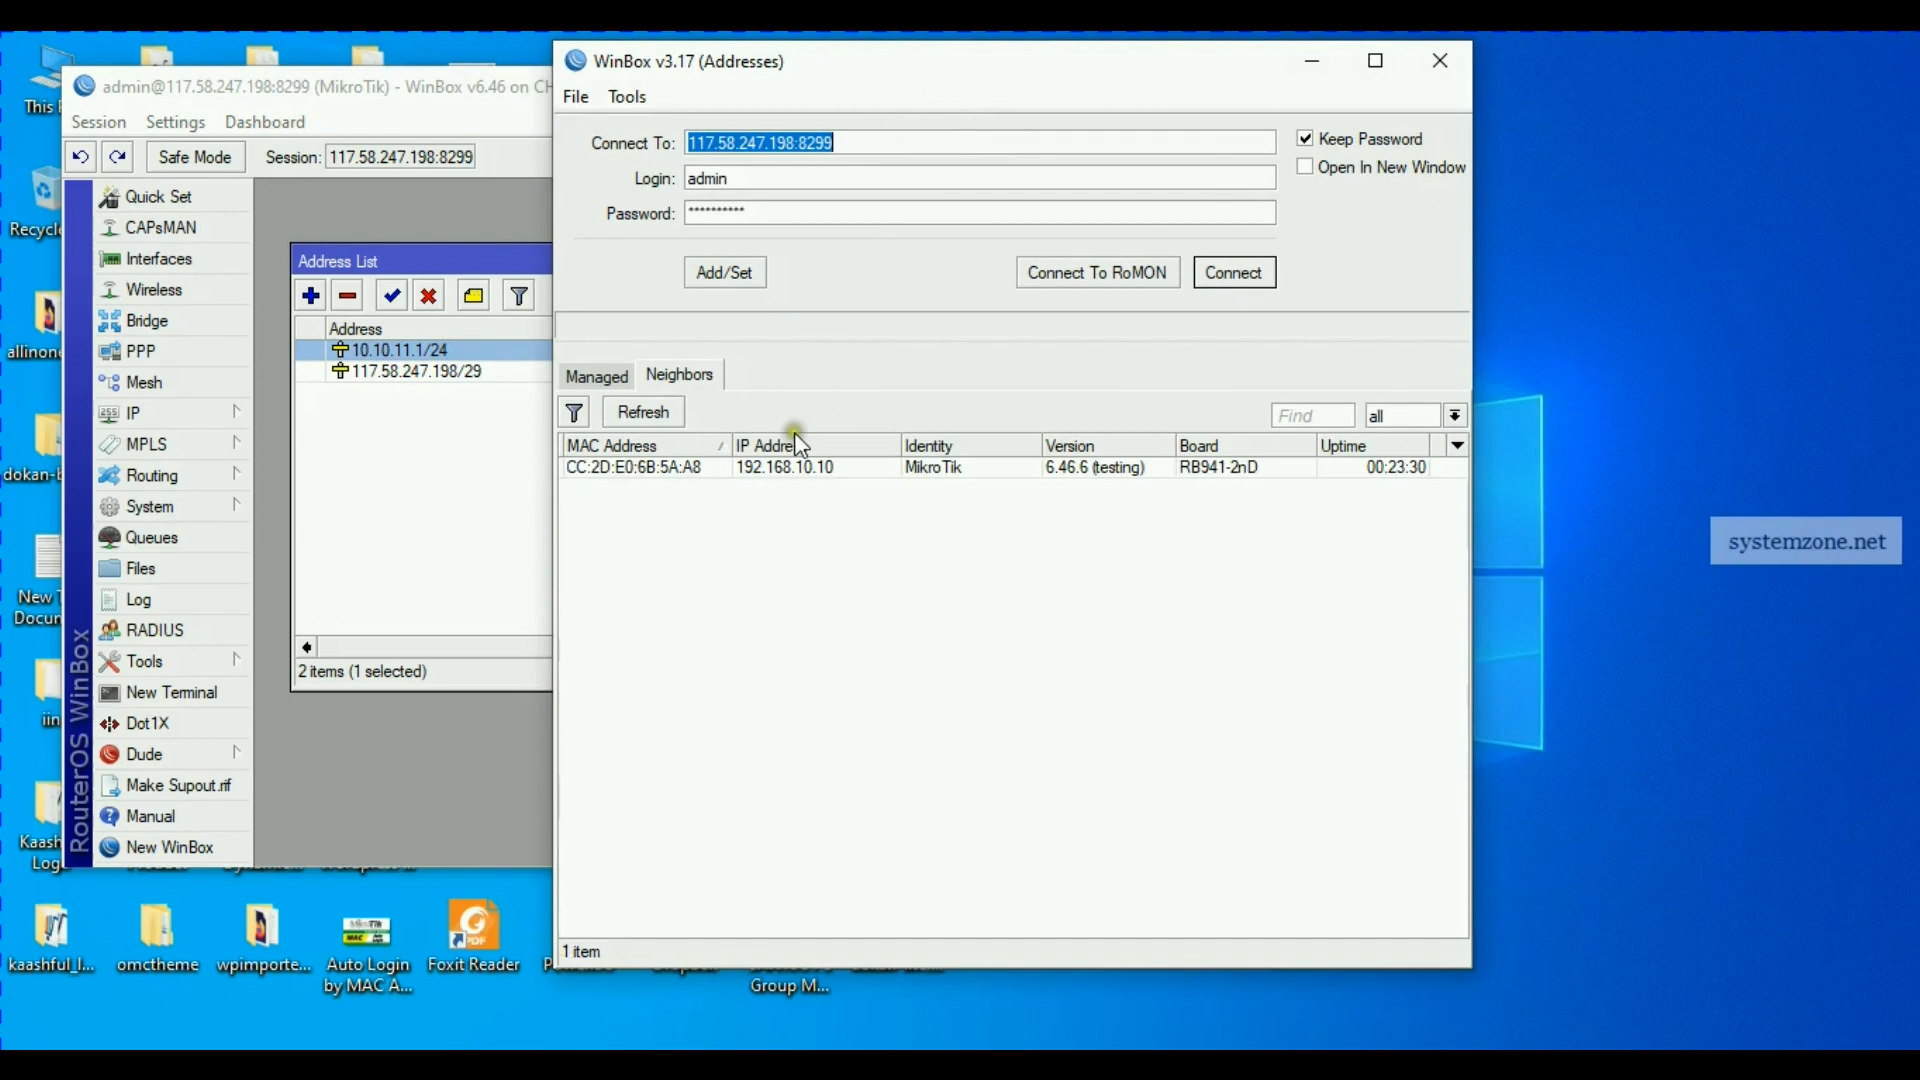 This
Recycle
allinone
dokan-b
New T
Docum
iin
Kaash
Log
kaashful_l...
omctheme
wpimporte...
Auto Login
by MAC A...
Foxit Reader
Group M...
admin@117.58.247.198:8299 (MikroTik) - WinBox v6.46 on CH
Session
Settings
Dashboard
Safe Mode
Session: 117.58.247.198:8299
Quick Set
CAPsMAN
Interfaces
Wireless
Bridge
PPP
Mesh
IP
MPLS
Routing
System
Queues
Files
Log
RADIUS
Tools
New Terminal
Dot1X
Dude
Make Supout.rif
Manual
New WinBox
RouterOS WinBox
Address List
Address
10.10.11.1/24
117.58.247.198/29
2 items (1 selected)
WinBox v3.17 (Addresses)
File Tools
Connect To: 117.58.247.198:8299
Login: admin
Password: **********
Keep Password
Open In New Window
Add/Set
Connect To RoMON
Connect
Managed
Neighbors
Refresh
Find
all
MAC Address IP Addre Identity Version Board Uptime
CC:2D:E0:6B:5A:A8 192.168.10.10 MikroTik 6.46.6 (testing) RB941-2nD 00:23:30
1 item
systemzone.net